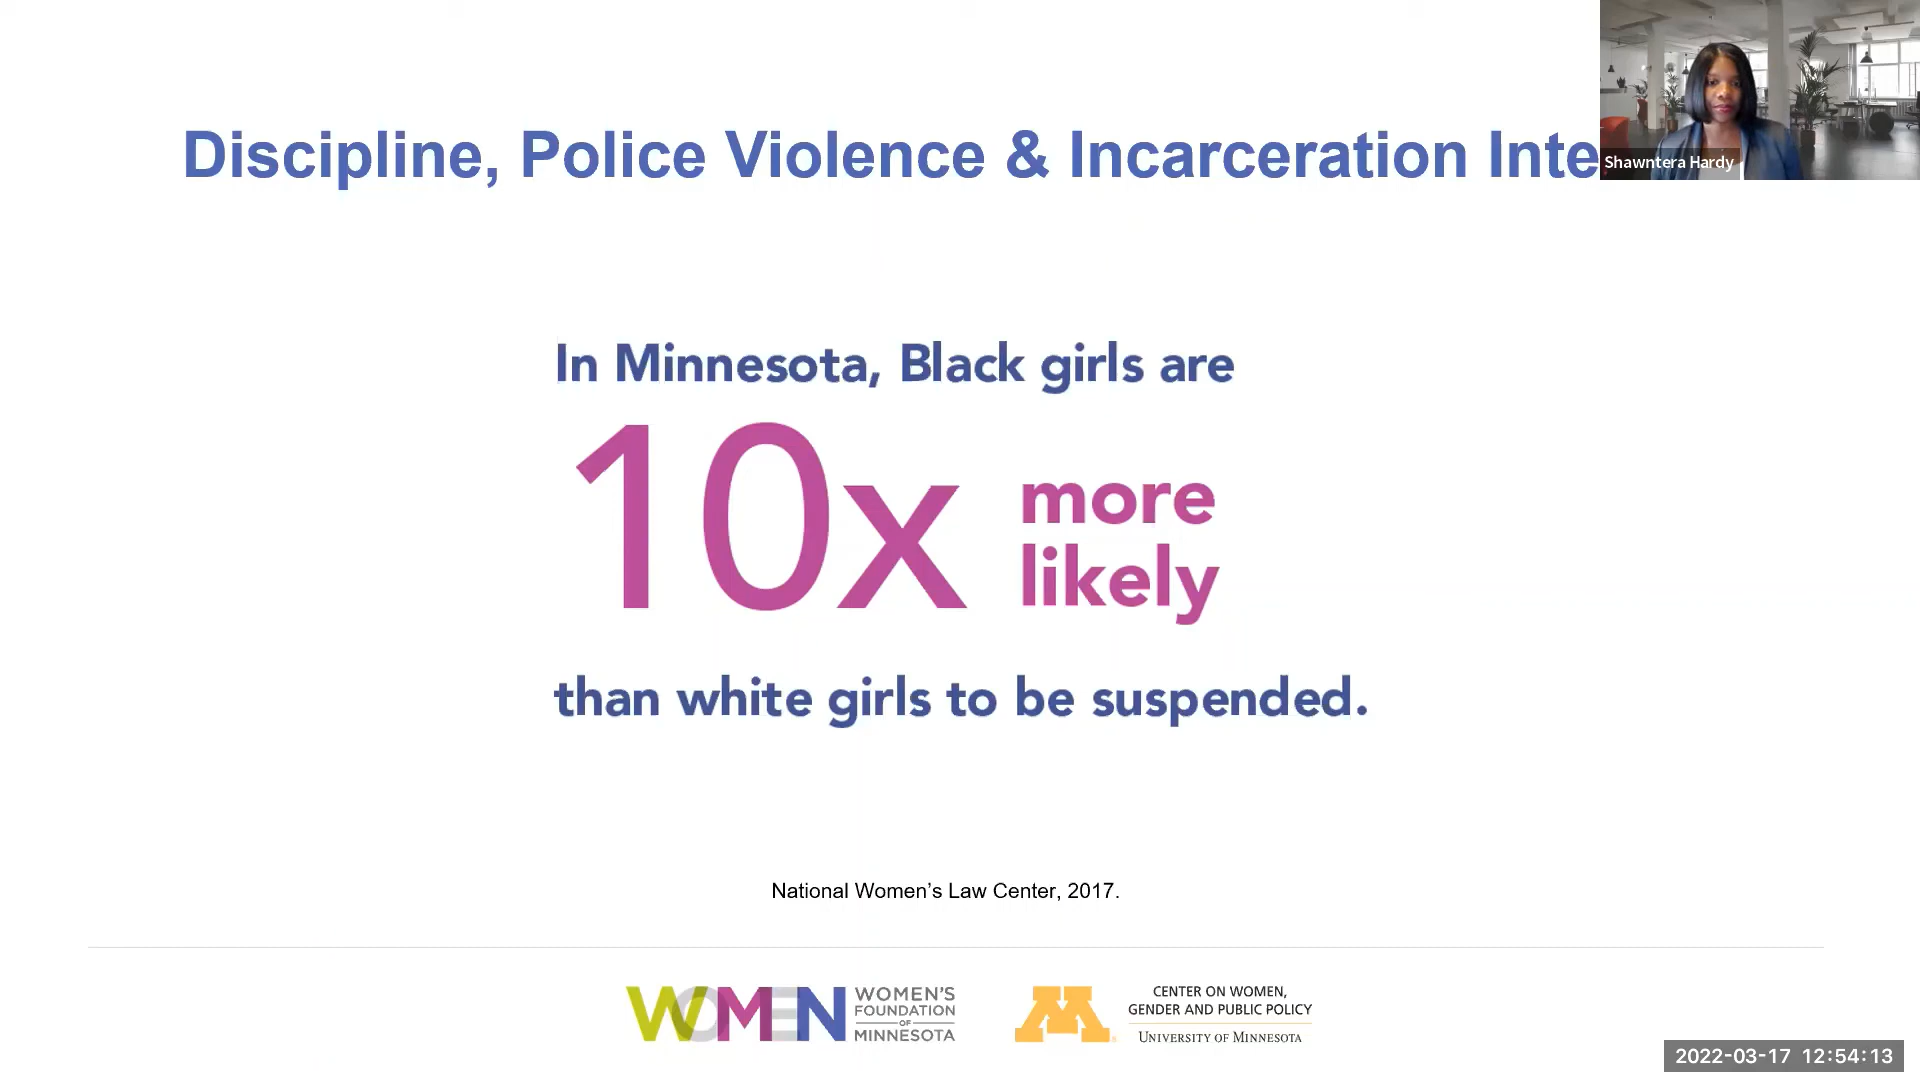 Discipline, Police Violence & Incarceration Inte
Shawntera Hardy
In Minnesota, Black girls are
10x more likely
than white girls to be suspended.
National Women’s Law Center, 2017.
WOMEN
WOMEN'S
FOUNDATION
OF
MINNESOTA
M
CENTER ON WOMEN,
GENDER AND PUBLIC POLICY
UNIVERSITY OF MINNESOTA
2022-03-17 12:54:13